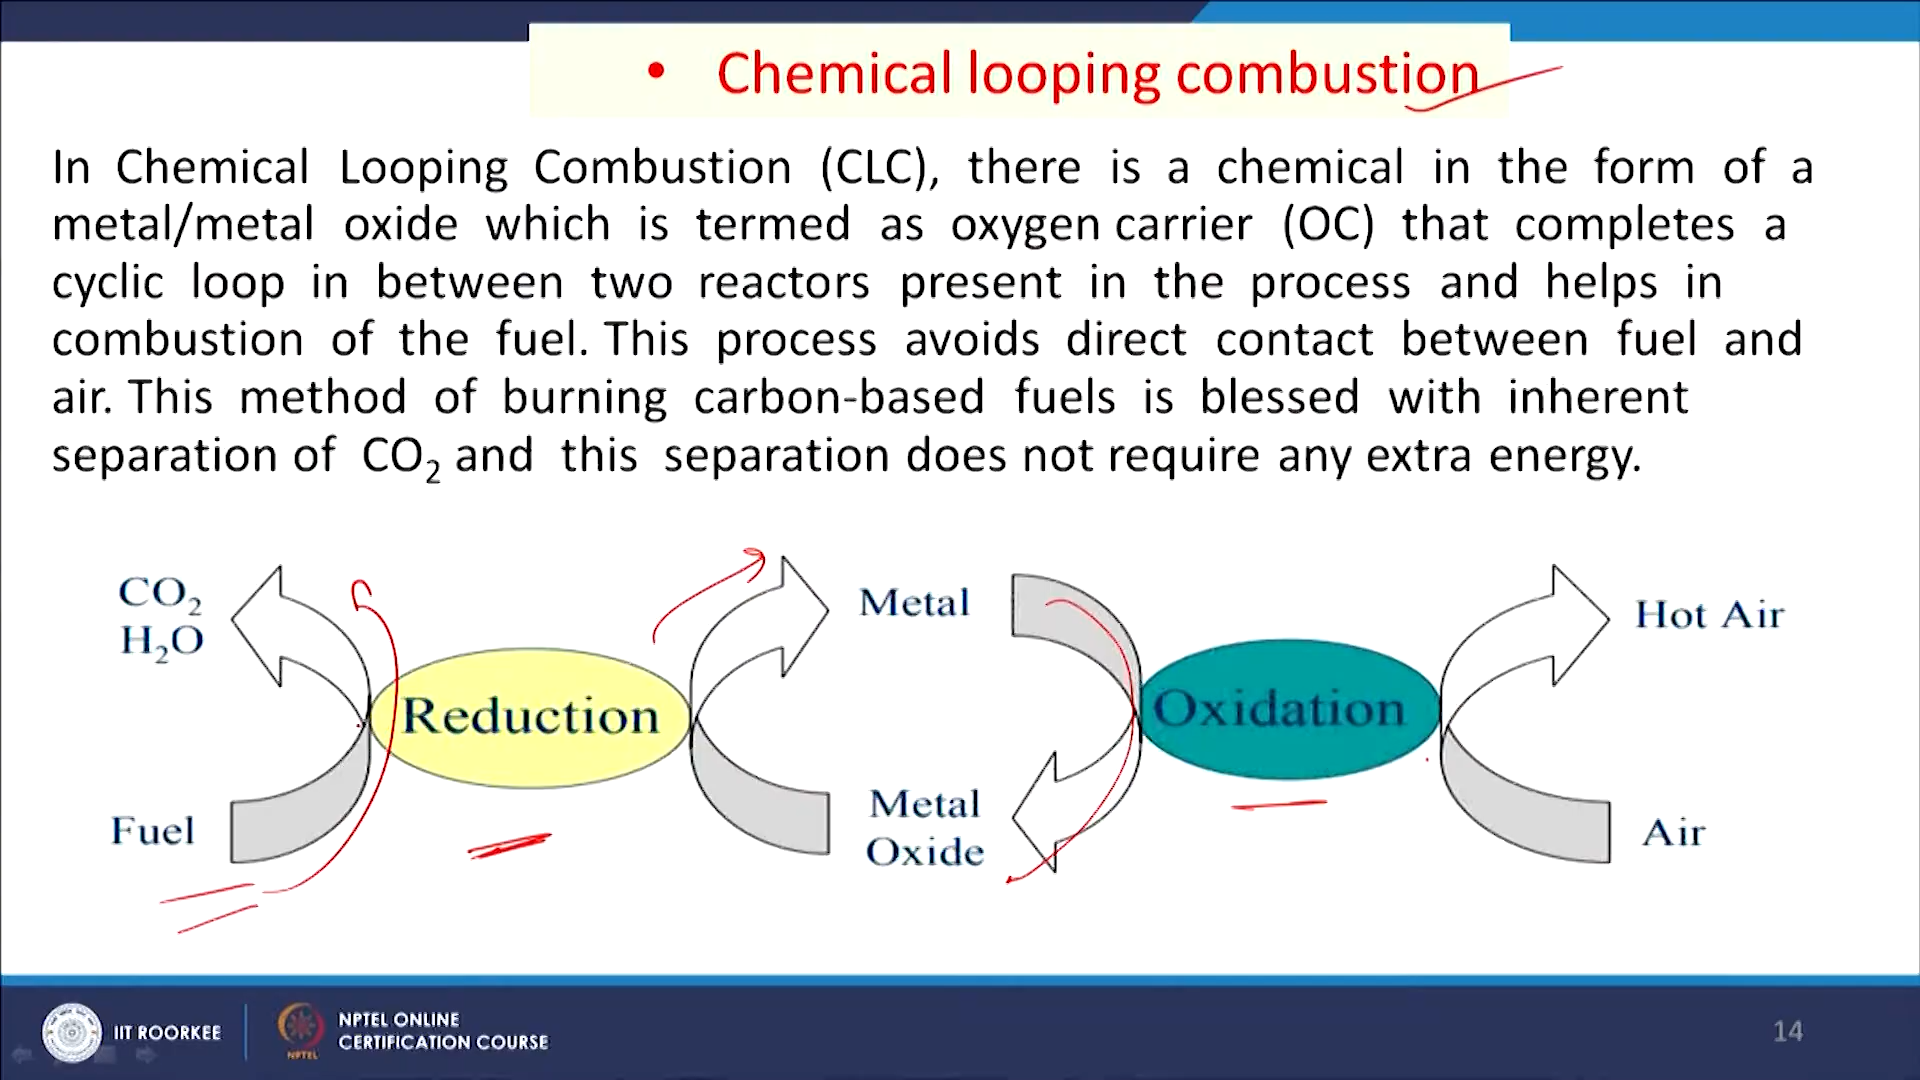 • Chemical looping combustion
In Chemical Looping Combustion (CLC), there is a chemical in the form of a
metal/metal oxide which is termed as oxygen carrier (OC) that completes a
cyclic loop in between two reactors present in the process and helps in
combustion of the fuel. This process avoids direct contact between fuel and
air. This method of burning carbon-based fuels is blessed with inherent
separation of CO₂ and this separation does not require any extra energy.
CO₂
H₂O
Fuel
Reduction
Metal
Metal
Oxide
Oxidation
Hot Air
Air
IIT ROORKEE
NPTEL
NPTEL ONLINE
CERTIFICATION COURSE
14